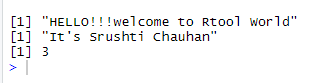 [1] "HELLO!!!welcome to Rtool World"
[1] "It's Srushti Chauhan"
[1] 3
>